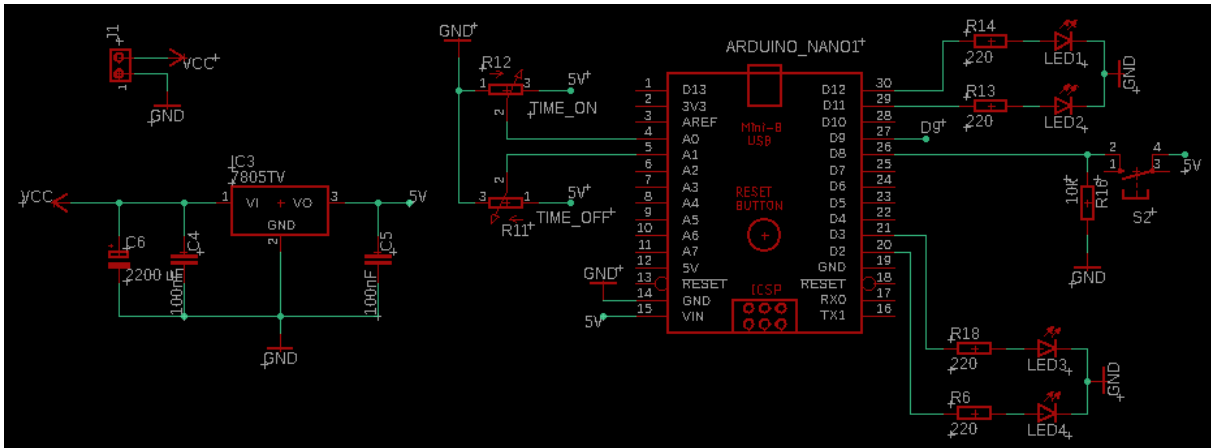 J1
1
VCC
GND
IC3
7805TV
VCC
1
VI
VO
3
5V
GND
2
C6
2200 uF
C4
100nF
C5
100nF
GND
GND
R12
1
3
5V
TIME_ON
2
2
3
1
5V
TIME_OFF
R11
GND
5V
ARDUINO_NANO1
Mini-B
USB
RESET
BUTTON
ICSP
1 D13
2 3V3
3 AREF
4 A0
5 A1
6 A2
7 A3
8 A4
9 A5
10 A6
11 A7
12 5V
13 RESET
14 GND
15 VIN
D12 30
D11 29
D10 28
D9 27
D8 26
D7 25
D6 24
D5 23
D4 22
D3 21
D2 20
GND 19
RESET 18
RX0 17
TX1 16
R14
220
LED1
R13
220
LED2
GND
D9
2
4
1
3
5V
S2
10k
R16
GND
R18
220
LED3
R6
220
LED4
GND